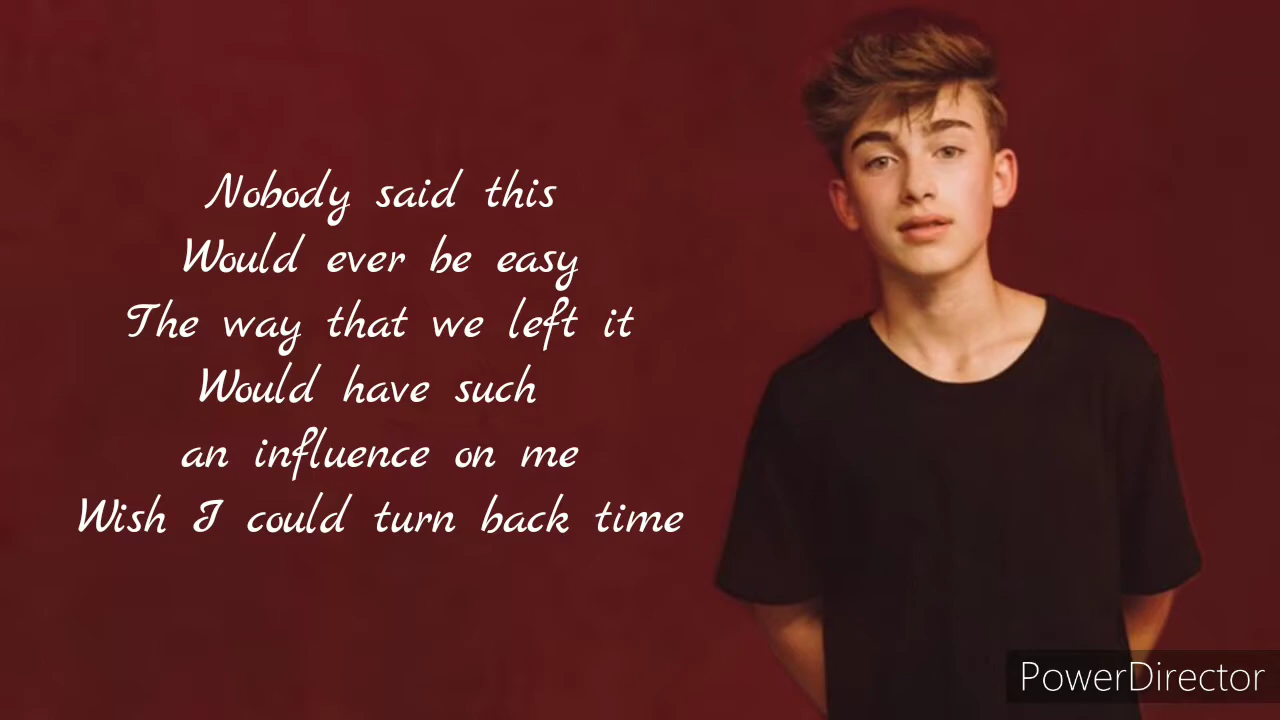 Nobody said this
Would ever be easy
The way that we left it
Would have such
an influence on me
Wish I could turn back time
PowerDirector